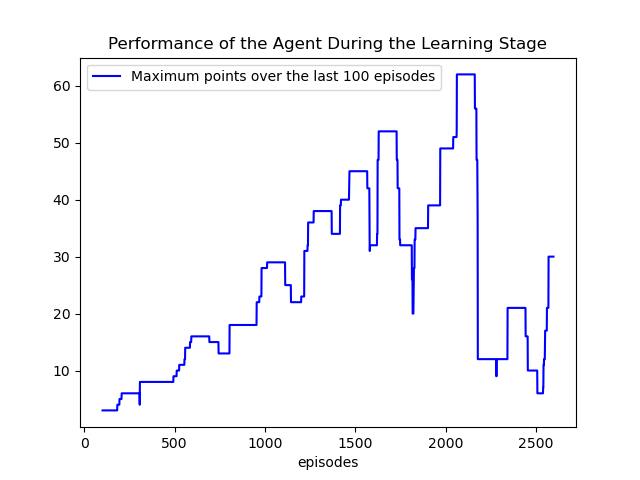 Performance of the Agent During the Learning Stage
Maximum points over the last 100 episodes
60
50
40
30
20
10
0 500 1000 1500 2000 2500
episodes